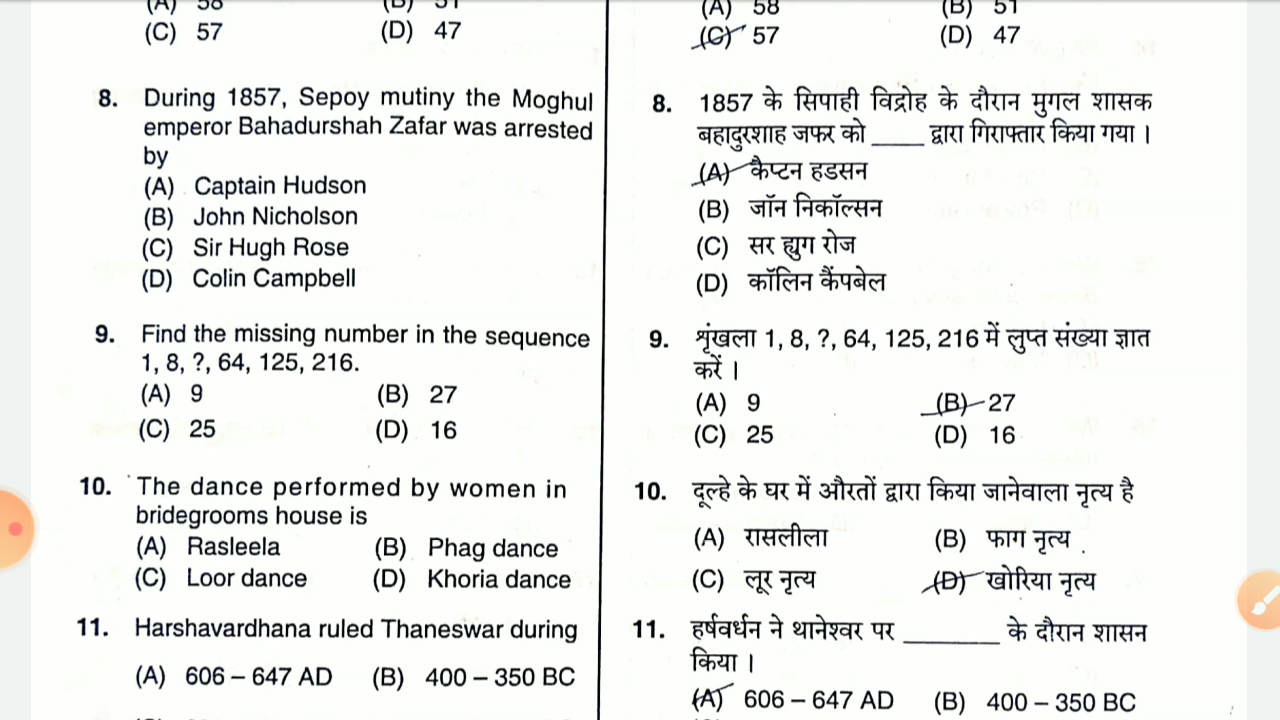 (A) 58 (B) 51
(C) 57 (D) 47
8. During 1857, Sepoy mutiny the Moghul
emperor Bahadurshah Zafar was arrested
by
(A) Captain Hudson
(B) John Nicholson
(C) Sir Hugh Rose
(D) Colin Campbell
9. Find the missing number in the sequence
1, 8, ?, 64, 125, 216.
(A) 9 (B) 27
(C) 25 (D) 16
10. The dance performed by women in
bridegrooms house is
(A) Rasleela (B) Phag dance
(C) Loor dance (D) Khoria dance
11. Harshavardhana ruled Thaneswar during
(A) 606 – 647 AD (B) 400 – 350 BC
(A) 58 (B) 51
(C) 57 (D) 47
8. 1857 के सिपाही विद्रोह के दौरान मुगल शासक
बहादुरशाह जफर को ____ द्वारा गिराफ्तार किया गया ।
(A) कैप्टन हडसन
(B) जॉन निकॉल्सन
(C) सर ह्युग रोज
(D) कॉलिन कैंपबेल
9. शृंखला 1, 8, ?, 64, 125, 216 में लुप्त संख्या ज्ञात
करें ।
(A) 9 (B) 27
(C) 25 (D) 16
10. दूल्हे के घर में औरतों द्वारा किया जानेवाला नृत्य है
(A) रासलीला (B) फाग नृत्य
(C) लूर नृत्य (D) खोरिया नृत्य
11. हर्षवर्धन ने थानेश्वर पर ________ के दौरान शासन
किया ।
(A) 606 – 647 AD (B) 400 – 350 BC